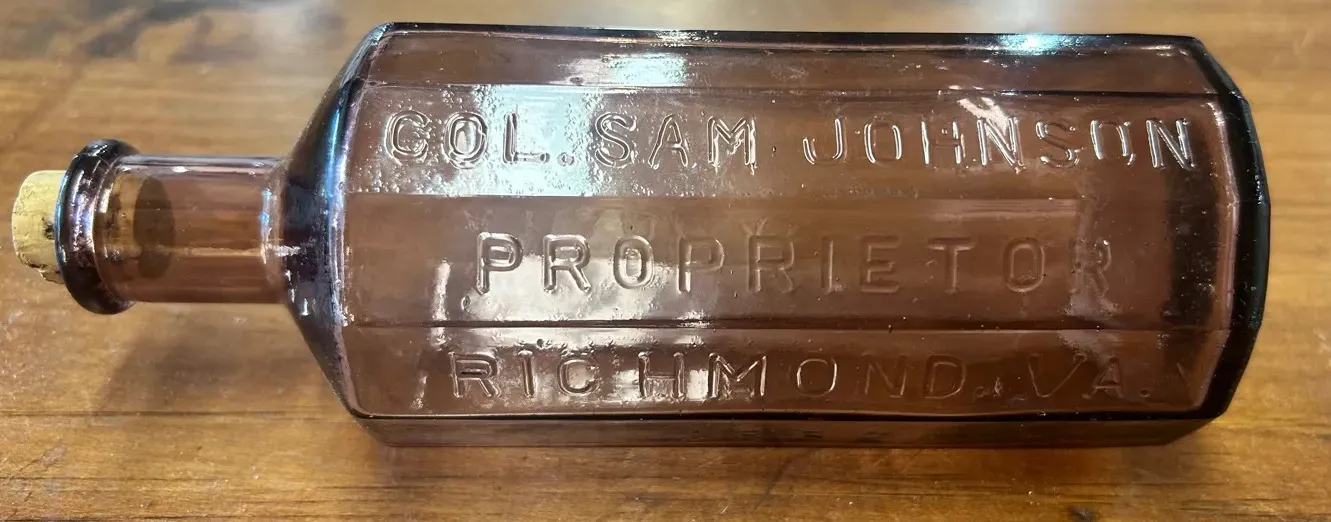 COL. SAM JOHNSON
PROPRIETOR
RICHMOND, VA.